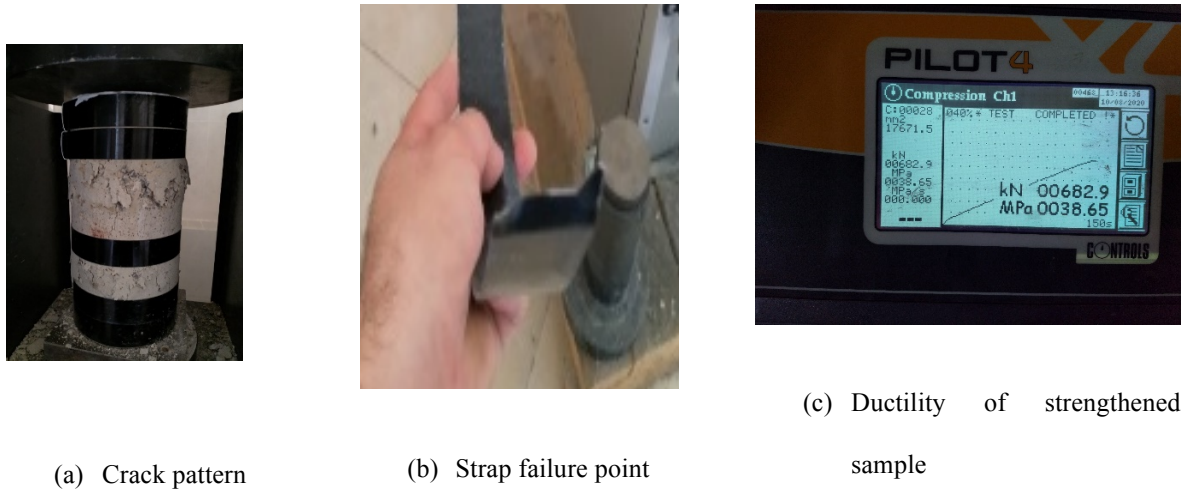 PILOT4
Compression Ch1
00468 13:16:36
10/08/2020
C:00028
mm2
17671.5
040%* TEST COMPLETED
kN
00682.9
MPa
0038.65
MPa/s
000.000
---
kN 00682.9
MPa 0038.65
150s
CONTROLS
(a) Crack pattern
(b) Strap failure point
(c) Ductility of strengthened
sample